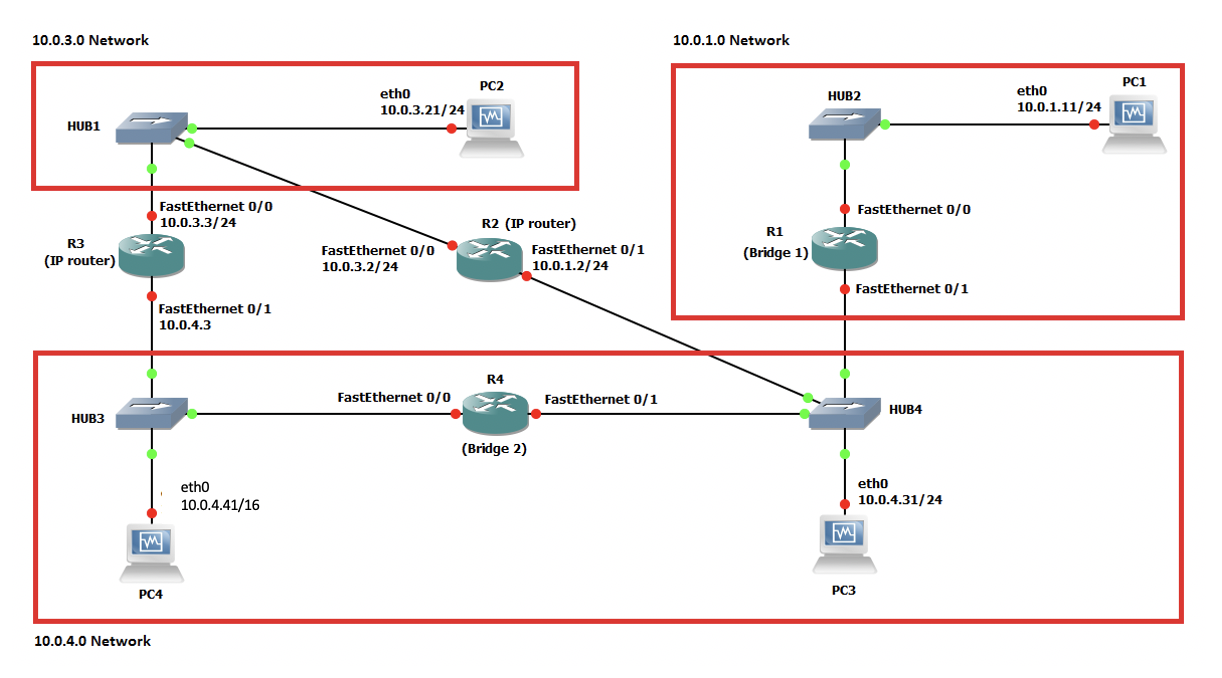 10.0.3.0 Network
10.0.1.0 Network
PC2
eth0
10.0.3.21/24
HUB1
PC1
eth0
10.0.1.11/24
HUB2
FastEthernet 0/0
10.0.3.3/24
R3
(IP router)
FastEthernet 0/1
10.0.4.3
R2 (IP router)
FastEthernet 0/0
10.0.3.2/24
FastEthernet 0/1
10.0.1.2/24
FastEthernet 0/0
R1
(Bridge 1)
FastEthernet 0/1
HUB3
FastEthernet 0/0
R4
(Bridge 2)
FastEthernet 0/1
HUB4
eth0
10.0.4.41/16
PC4
eth0
10.0.4.31/24
PC3
10.0.4.0 Network